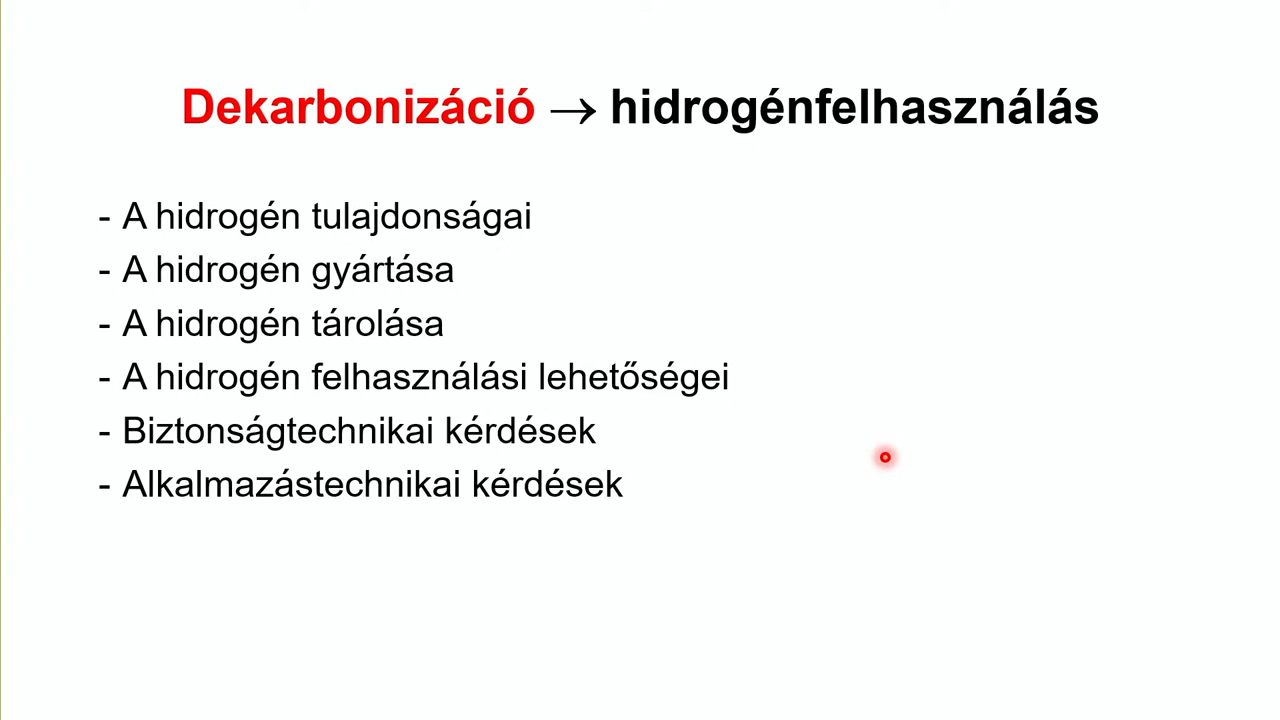 Dekarbonizáció → hidrogénfelhasználás
- A hidrogén tulajdonságai
- A hidrogén gyártása
- A hidrogén tárolása
- A hidrogén felhasználási lehetőségei
- Biztonságtechnikai kérdések
- Alkalmazástechnikai kérdések